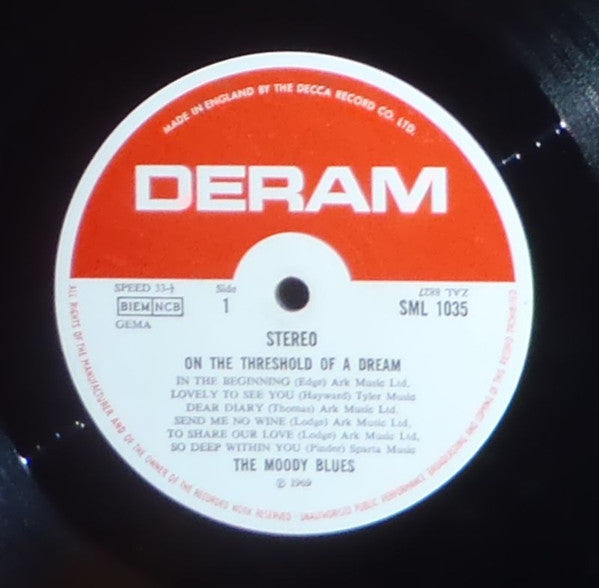 MADE IN ENGLAND BY THE DECCA RECORD CO. LTD.
DERAM
SPEED 33⅓
Side
1
BIEM NCB
GEMA
ZAL 8827
SML 1035
STEREO
ON THE THRESHOLD OF A DREAM
IN THE BEGINNING (Edge) Ark Music Ltd.
LOVELY TO SEE YOU (Hayward) Tyler Music
DEAR DIARY (Thomas) Ark Music Ltd.
SEND ME NO WINE (Lodge) Ark Music Ltd.
TO SHARE OUR LOVE (Lodge) Ark Music Ltd.
SO DEEP WITHIN YOU (Pinder) Sparta Music
THE MOODY BLUES
℗ 1969
ALL RIGHTS OF THE MANUFACTURER AND OF THE OWNER OF THE RECORDED WORK RESERVED - UNAUTHORISED PUBLIC PERFORMANCE BROADCASTING AND COPYING OF THIS RECORD PROHIBITED